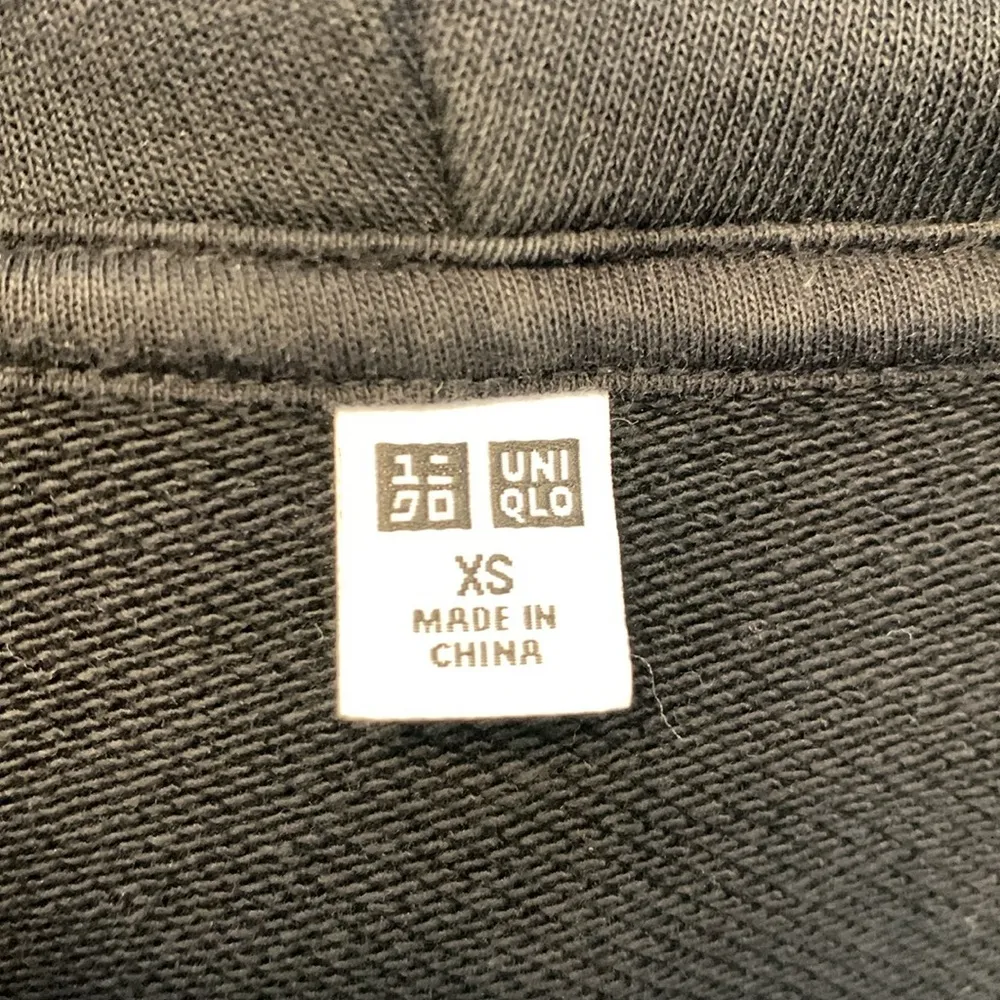 ユニ UNI
クロ QLO
XS
MADE IN
CHINA